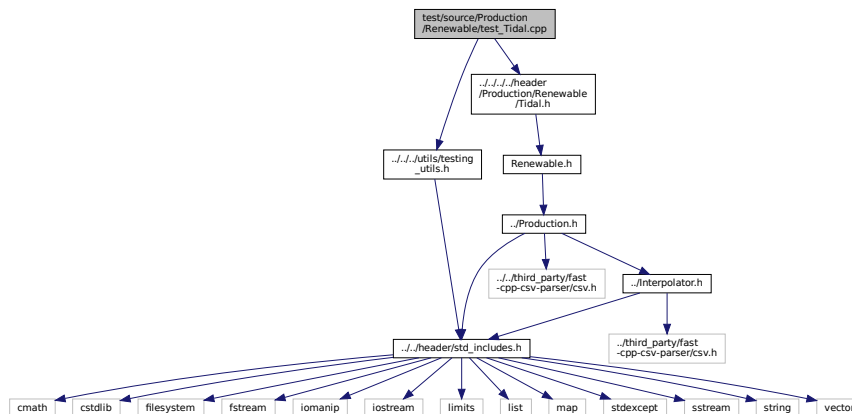 test/source/Production
/Renewable/test_Tidal.cpp
../../../../header
/Production/Renewable
/Tidal.h
../../../utils/testing
_utils.h
Renewable.h
../Production.h
../../third_party/fast
-cpp-csv-parser/csv.h
../Interpolator.h
../third_party/fast
-cpp-csv-parser/csv.h
../../header/std_includes.h
cmath
cstdlib
filesystem
fstream
iomanip
iostream
limits
list
map
stdexcept
sstream
string
vector